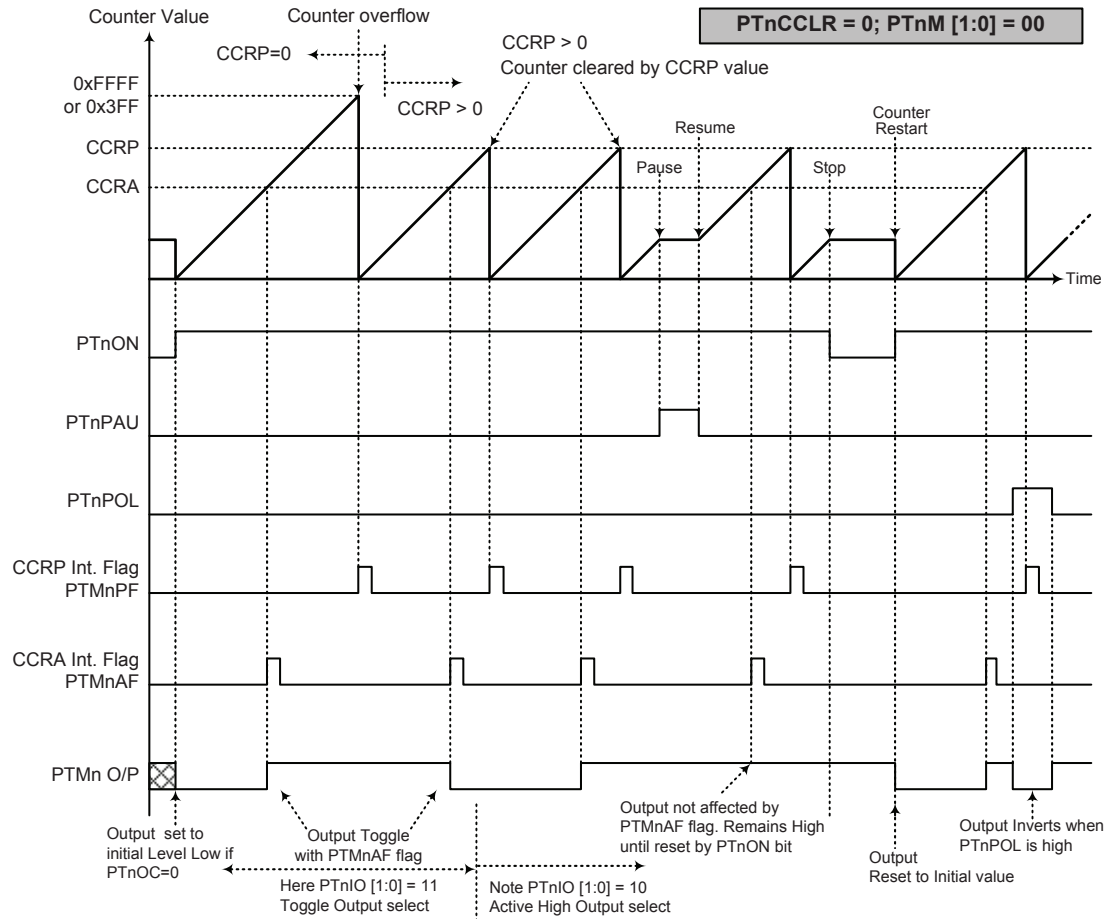 Counter Value
Counter overflow
PTnCCLR = 0; PTnM [1:0] = 00
CCRP=0
CCRP > 0
CCRP > 0
Counter cleared by CCRP value
0xFFFF
or 0x3FF
CCRP
CCRA
Pause
Resume
Stop
Counter
Restart
Time
PTnON
PTnPAU
PTnPOL
CCRP Int. Flag
PTMnPF
CCRA Int. Flag
PTMnAF
PTMn O/P
Output set to
initial Level Low if
PTnOC=0
Output Toggle
with PTMnAF flag
Here PTnIO [1:0] = 11
Toggle Output select
Note PTnIO [1:0] = 10
Active High Output select
Output not affected by
PTMnAF flag. Remains High
until reset by PTnON bit
Output
Reset to Initial value
Output Inverts when
PTnPOL is high